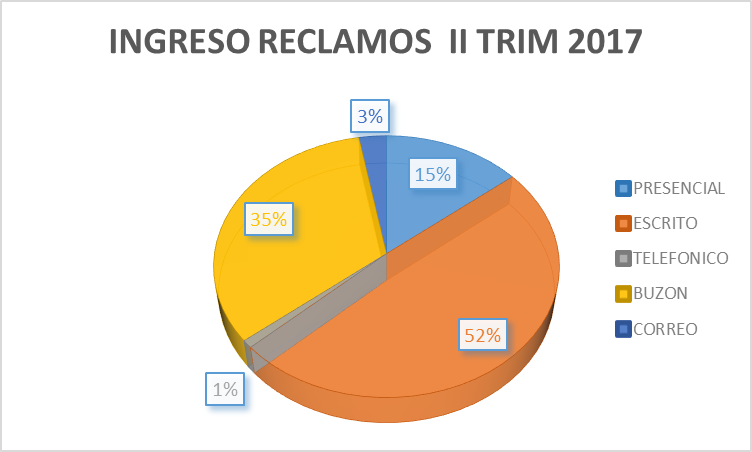 INGRESO RECLAMOS II TRIM 2017
3%
15%
35%
52%
1%
PRESENCIAL
ESCRITO
TELEFONICO
BUZON
CORREO